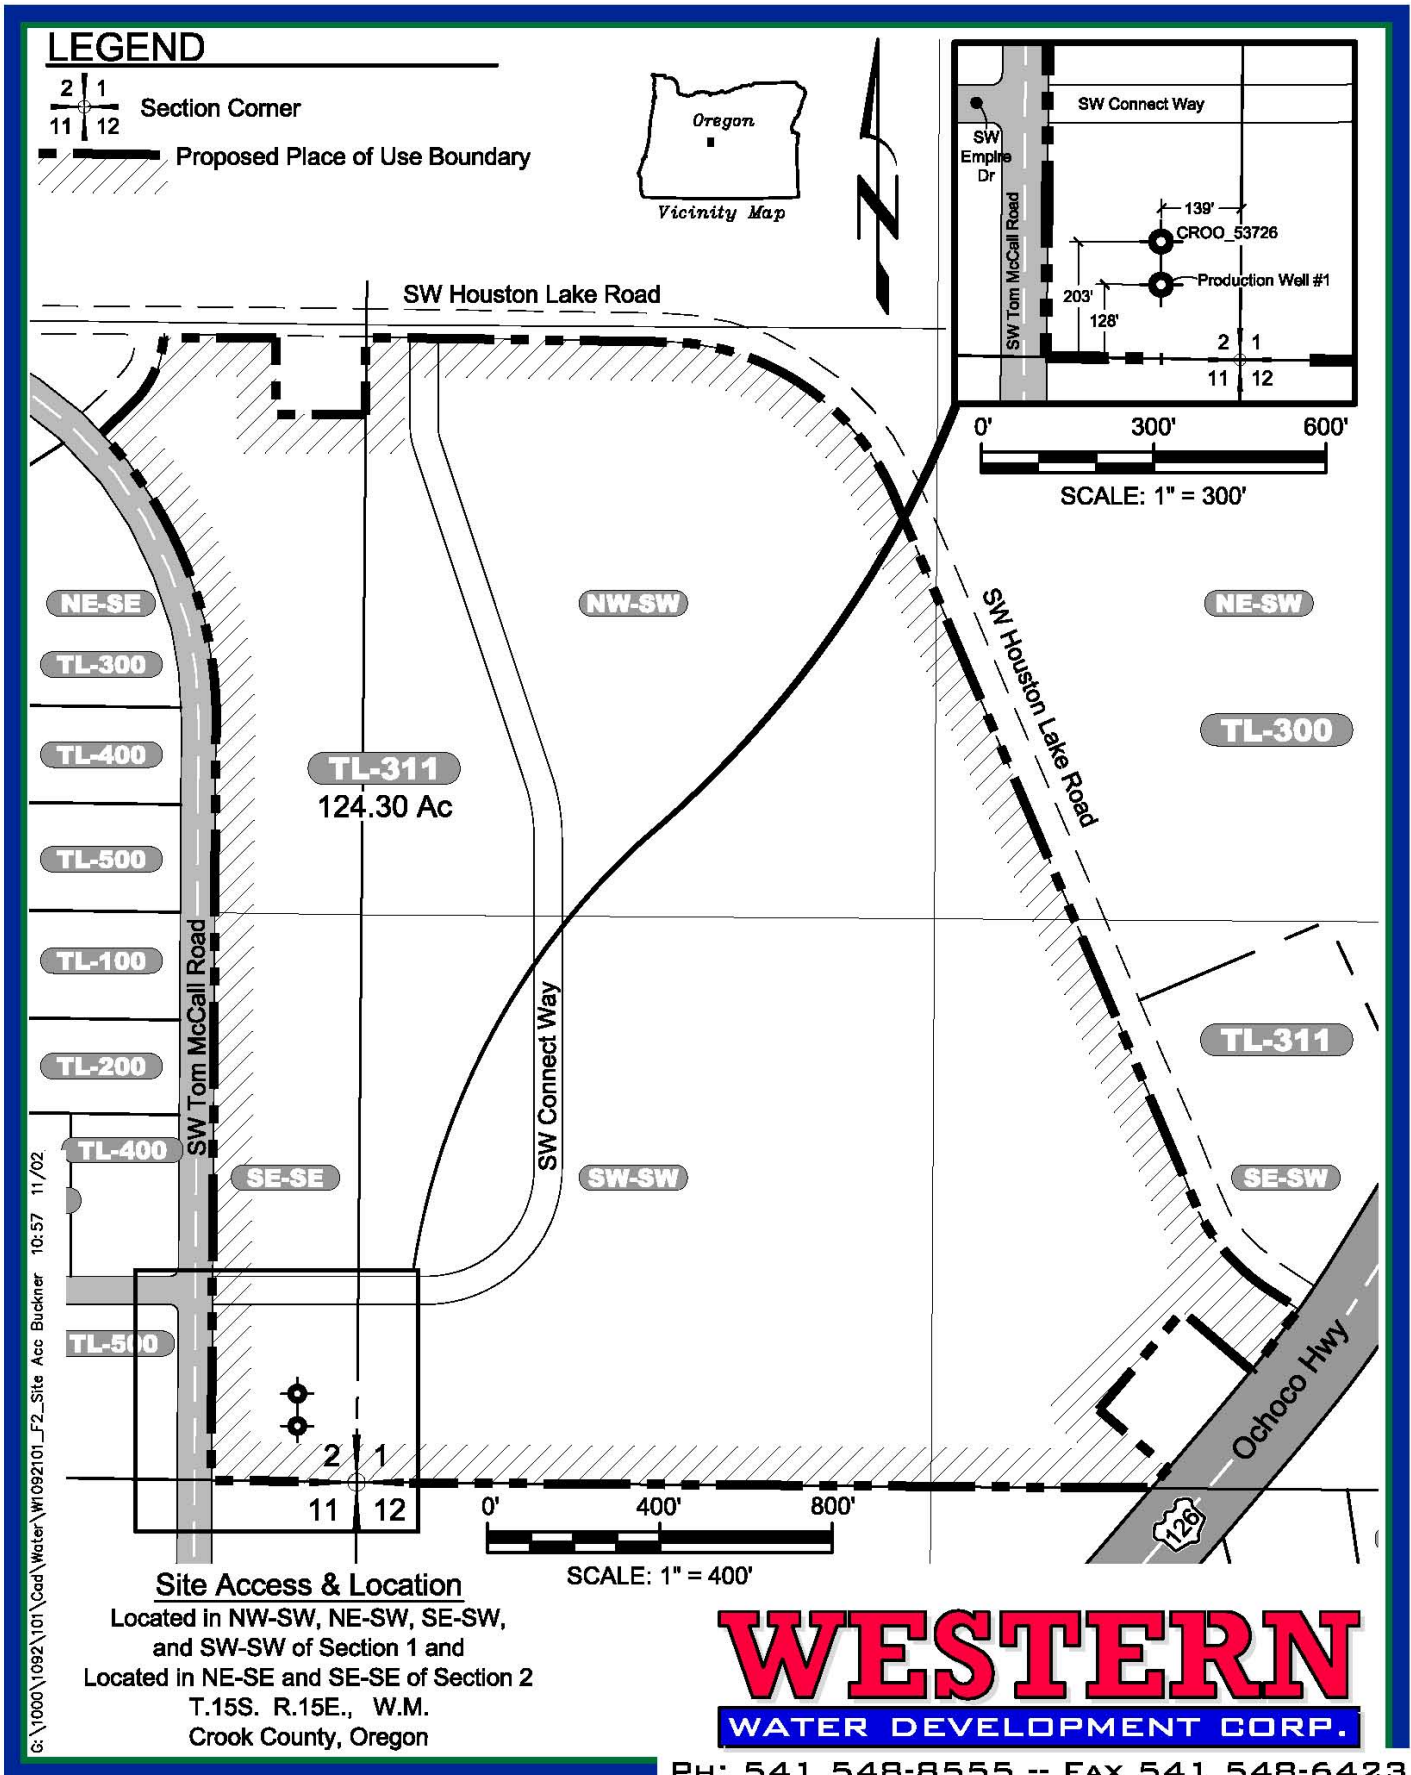 LEGEND
2 1
11 12
Section Corner
Proposed Place of Use Boundary
Oregon
Vicinity Map
N
SW Connect Way
SW
Empire
Dr
SW Tom McCall Road
139'
CROO_53726
Production Well #1
203'
128'
2 1
11 12
0' 300' 600'
SCALE: 1" = 300'
SW Houston Lake Road
NE-SE
NW-SW
NE-SW
TL-300
SW Houston Lake Road
TL-300
TL-400
TL-311
124.30 Ac
TL-500
TL-100
SW Tom McCall Road
SW Connect Way
TL-311
TL-200
TL-400
SE-SE
SW-SW
SE-SW
TL-500
Ochoco Hwy
126
2 1
11 12
0' 400' 800'
SCALE: 1" = 400'
G:\1000\1092\101\Cad\Water\W1092101_F2_Site Acc Buckner 10:57 11/02
Site Access & Location
Located in NW-SW, NE-SW, SE-SW,
and SW-SW of Section 1 and
Located in NE-SE and SE-SE of Section 2
T.15S. R.15E., W.M.
Crook County, Oregon
WESTERN
WATER DEVELOPMENT CORP.
PH: 541 548-8555 -- FAX 541 548-6423